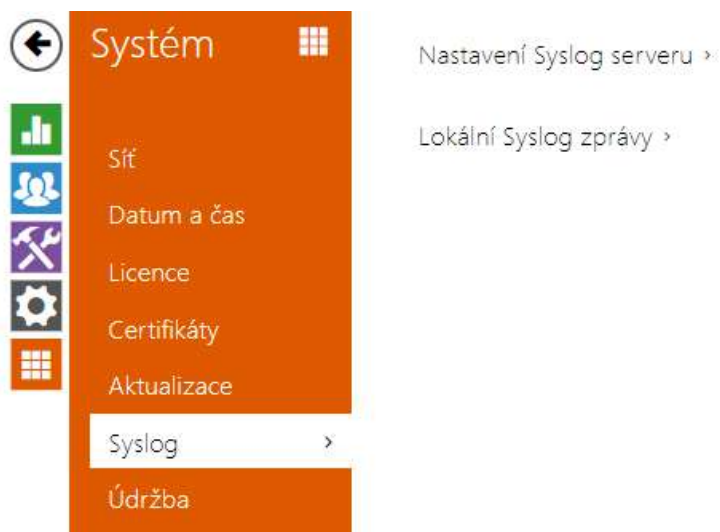 Systém
Síť
Datum a čas
Licence
Certifikáty
Aktualizace
Syslog
Údržba
Nastavení Syslog serveru
Lokální Syslog zprávy